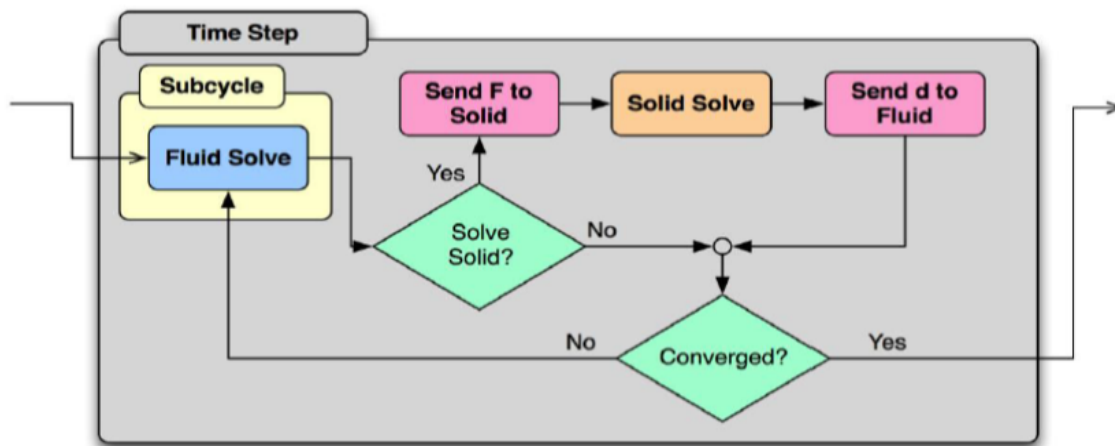 Time Step
Subcycle
Fluid Solve
Send F to
Solid
Solid Solve
Send d to
Fluid
Yes
Solve
Solid?
No
No
Converged?
Yes